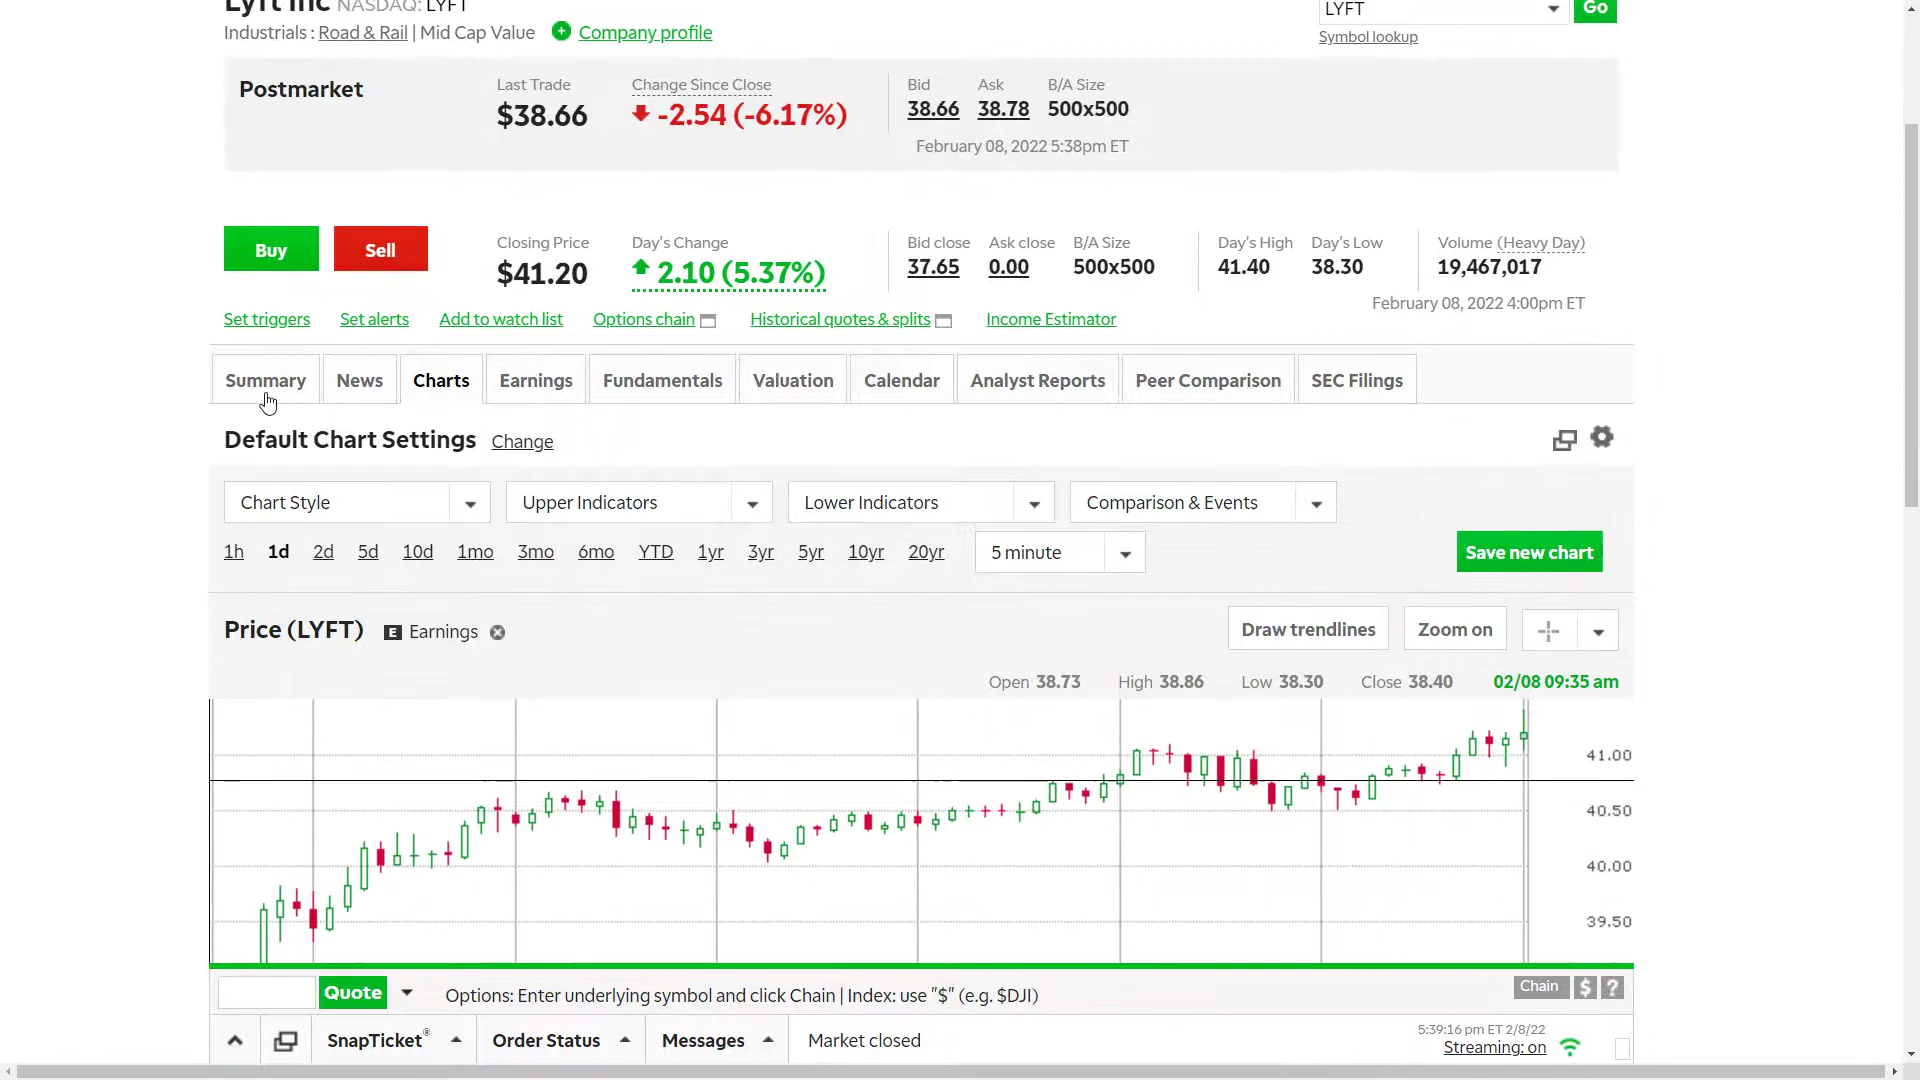 Lyft Inc NASDAQ: LYFT
LYFT
Go
Industrials : Road & Rail | Mid Cap Value
Company profile
Symbol lookup
Postmarket
Last Trade
$38.66
Change Since Close
-2.54 (-6.17%)
Bid
38.66
Ask
38.78
B/A Size
500x500
February 08, 2022 5:38pm ET
Buy
Sell
Closing Price
$41.20
Day's Change
2.10 (5.37%)
Bid close
37.65
Ask close
0.00
B/A Size
500x500
Day's High
41.40
Day's Low
38.30
Volume (Heavy Day)
19,467,017
February 08, 2022 4:00pm ET
Set triggers
Set alerts
Add to watch list
Options chain
Historical quotes & splits
Income Estimator
Summary
News
Charts
Earnings
Fundamentals
Valuation
Calendar
Analyst Reports
Peer Comparison
SEC Filings
Default Chart Settings Change
Chart Style
Upper Indicators
Lower Indicators
Comparison & Events
1h 1d 2d 5d 10d 1mo 3mo 6mo YTD 1yr 3yr 5yr 10yr 20yr
5 minute
Save new chart
Price (LYFT)
E Earnings
Draw trendlines
Zoom on
Open 38.73 High 38.86 Low 38.30 Close 38.40 02/08 09:35 am
41.00
40.50
40.00
39.50
Quote
Options: Enter underlying symbol and click Chain | Index: use "$" (e.g. $DJI)
Chain
$
?
SnapTicket®
Order Status
Messages
Market closed
5:39:16 pm ET 2/8/22
Streaming: on